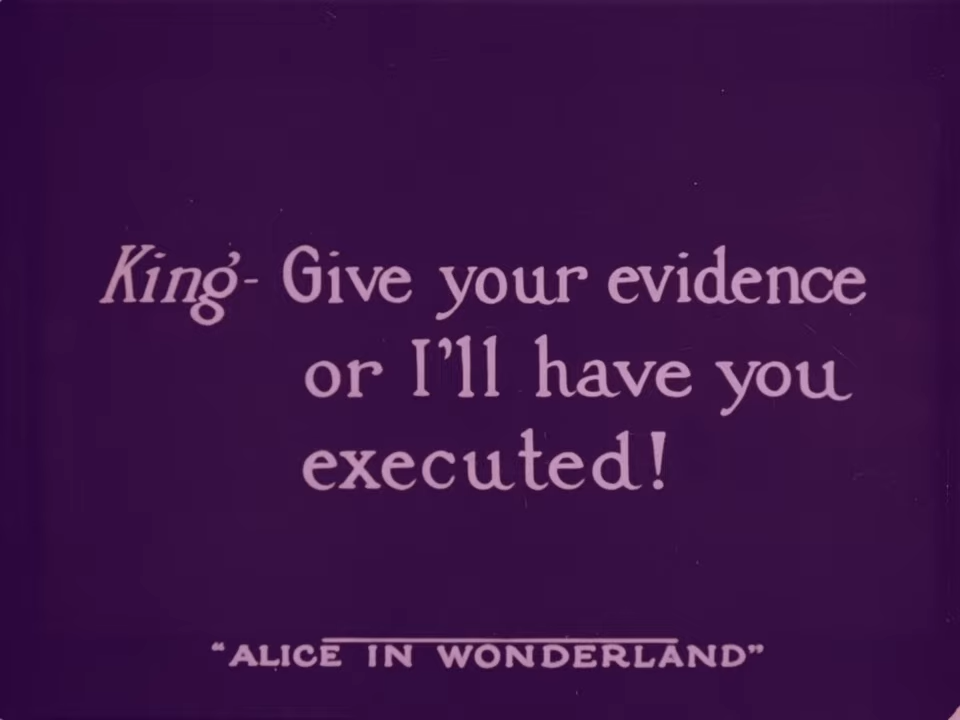 King- Give your evidence
or I'll have you
executed!
"ALICE IN WONDERLAND"